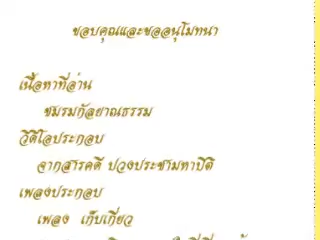 ขอบคุณและขออนุโมทนา
เนื้อหาที่อ่าน
ชมรมกัลยาณธรรม
วีดีโอประกอบ
จากสารคดี ปวงประชามหาปีติ
เพลงประกอบ
เพลง เก็บเกี่ยว